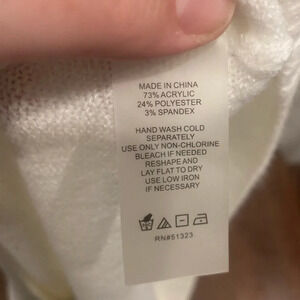 MADE IN CHINA
73% ACRYLIC
24% POLYESTER
3% SPANDEX
HAND WASH COLD
SEPARATELY
USE ONLY NON-CHLORINE
BLEACH IF NEEDED
RESHAPE AND
LAY FLAT TO DRY
USE LOW IRON
IF NECESSARY
RN#51323